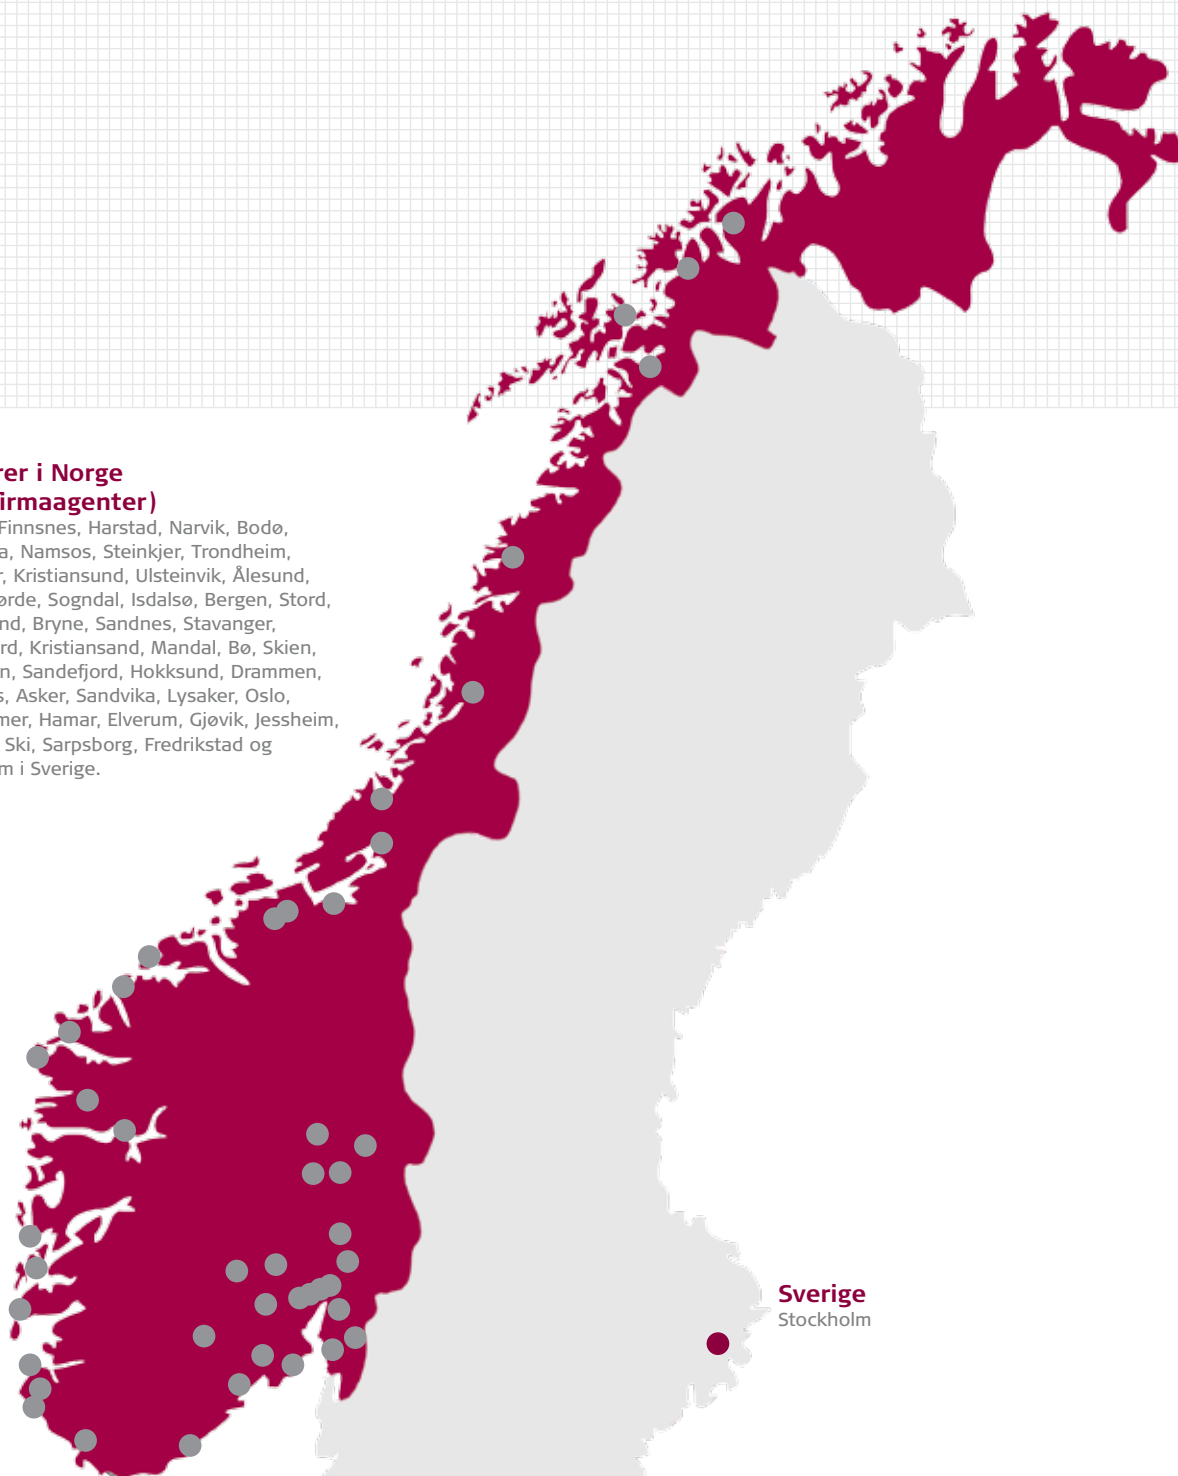 rer i Norge
irmaagenter)
Finnsnes, Harstad, Narvik, Bodø,
a, Namsos, Steinkjer, Trondheim,
r, Kristiansund, Ulsteinvik, Ålesund,
ørde, Sogndal, Isdalsø, Bergen, Stord,
nd, Bryne, Sandnes, Stavanger,
rd, Kristiansand, Mandal, Bø, Skien,
n, Sandefjord, Hokksund, Drammen,
s, Asker, Sandvika, Lysaker, Oslo,
mer, Hamar, Elverum, Gjøvik, Jessheim,
Ski, Sarpsborg, Fredrikstad og
m i Sverige.
Sverige
Stockholm